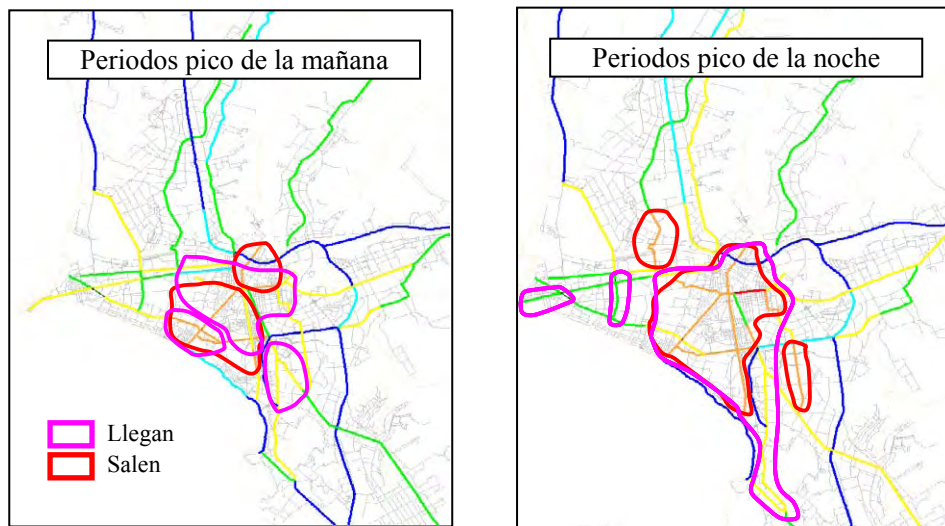 Periodos pico de la mañana
Periodos pico de la noche
Llegan
Salen